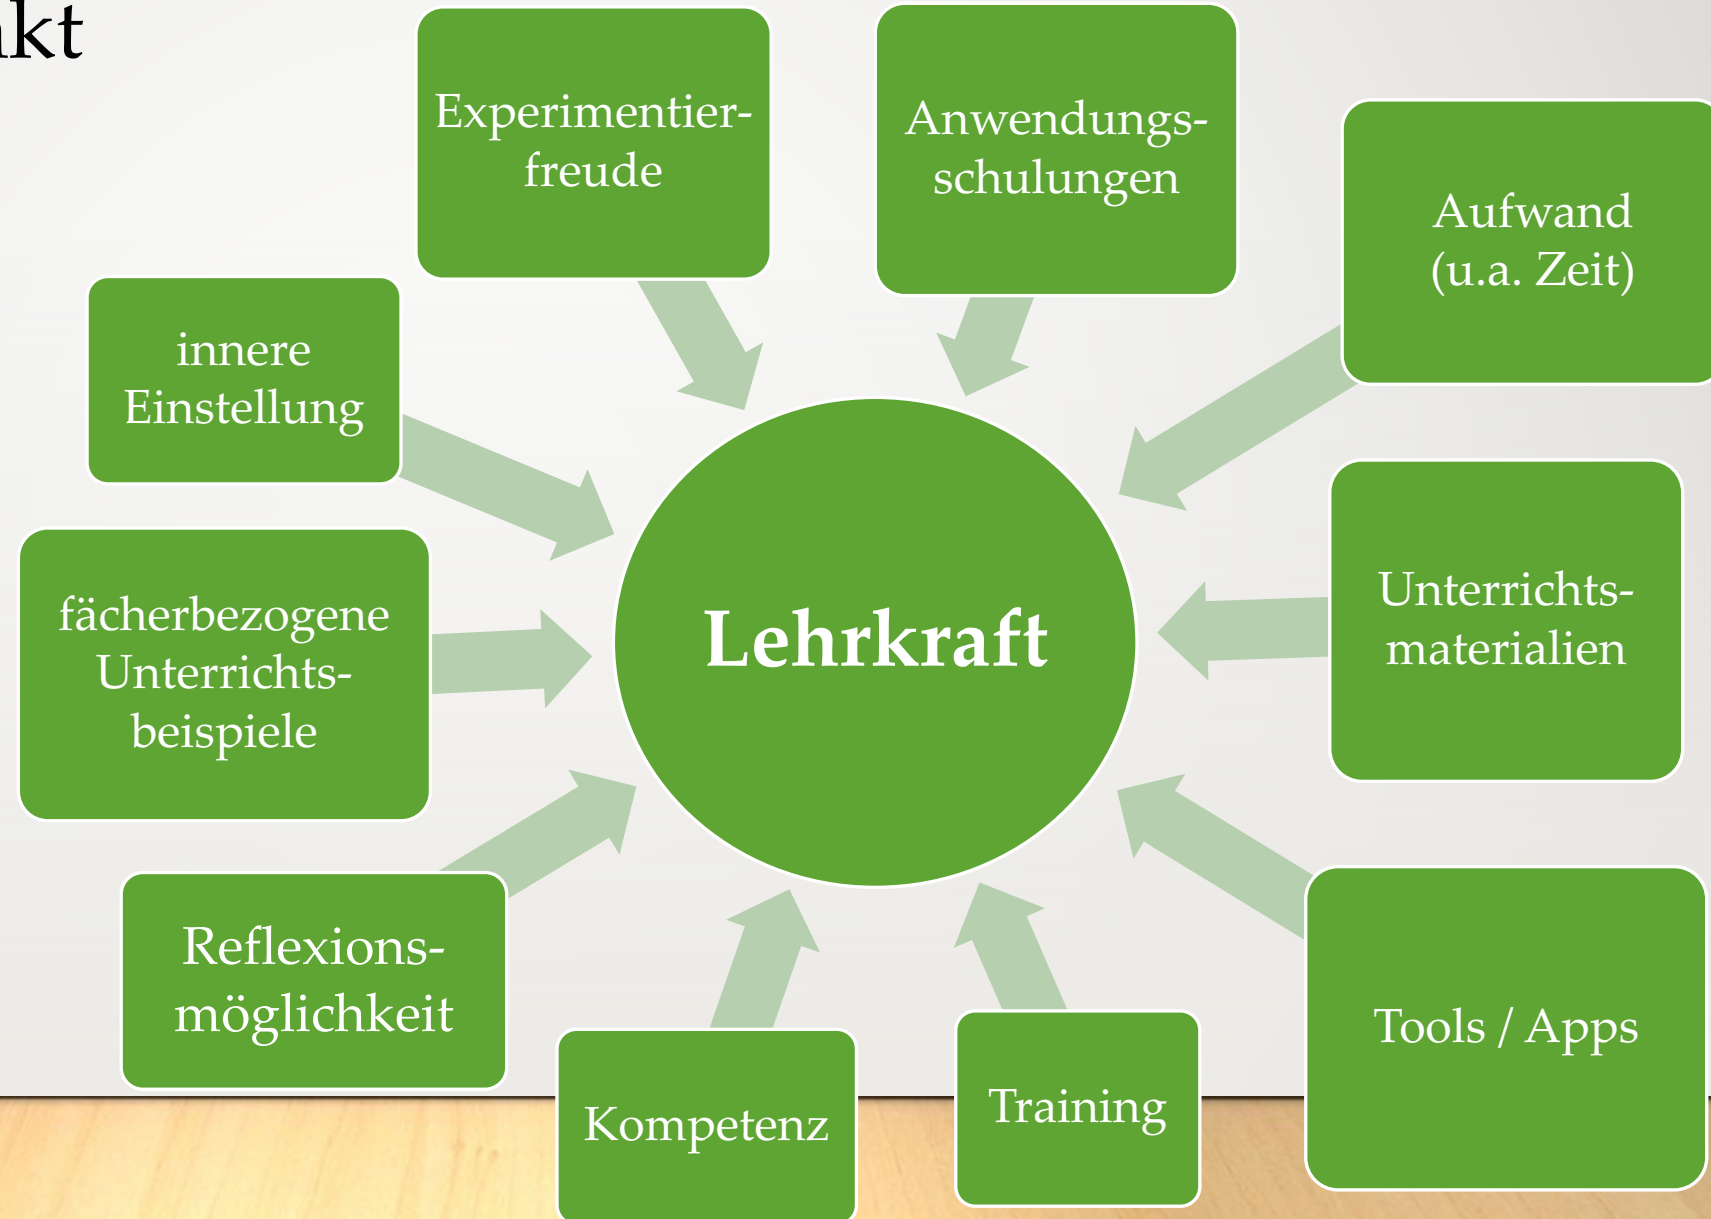 Experimentier-
freude
Anwendungs-
schulungen
Aufwand
(u.a. Zeit)
innere
Einstellung
fächerbezogene
Unterrichts-
beispiele
Lehrkraft
Unterrichts-
materialien
Reflexions-
möglichkeit
Kompetenz
Training
Tools / Apps